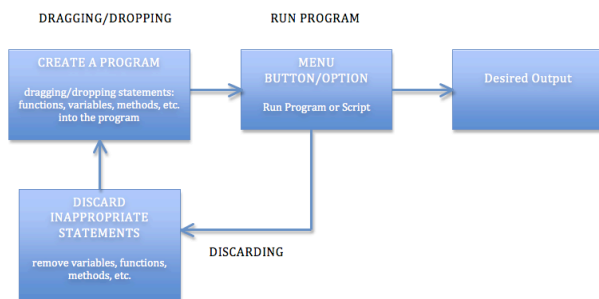 DRAGGING/DROPPING
RUN PROGRAM
CREATE A PROGRAM
dragging/dropping statements:
functions, variables, methods, etc.
into the program
MENU
BUTTON/OPTION
Run Program or Script
Desired Output
DISCARD
INAPPROPRIATE
STATEMENTS
remove variables, functions,
methods, etc.
DISCARDING